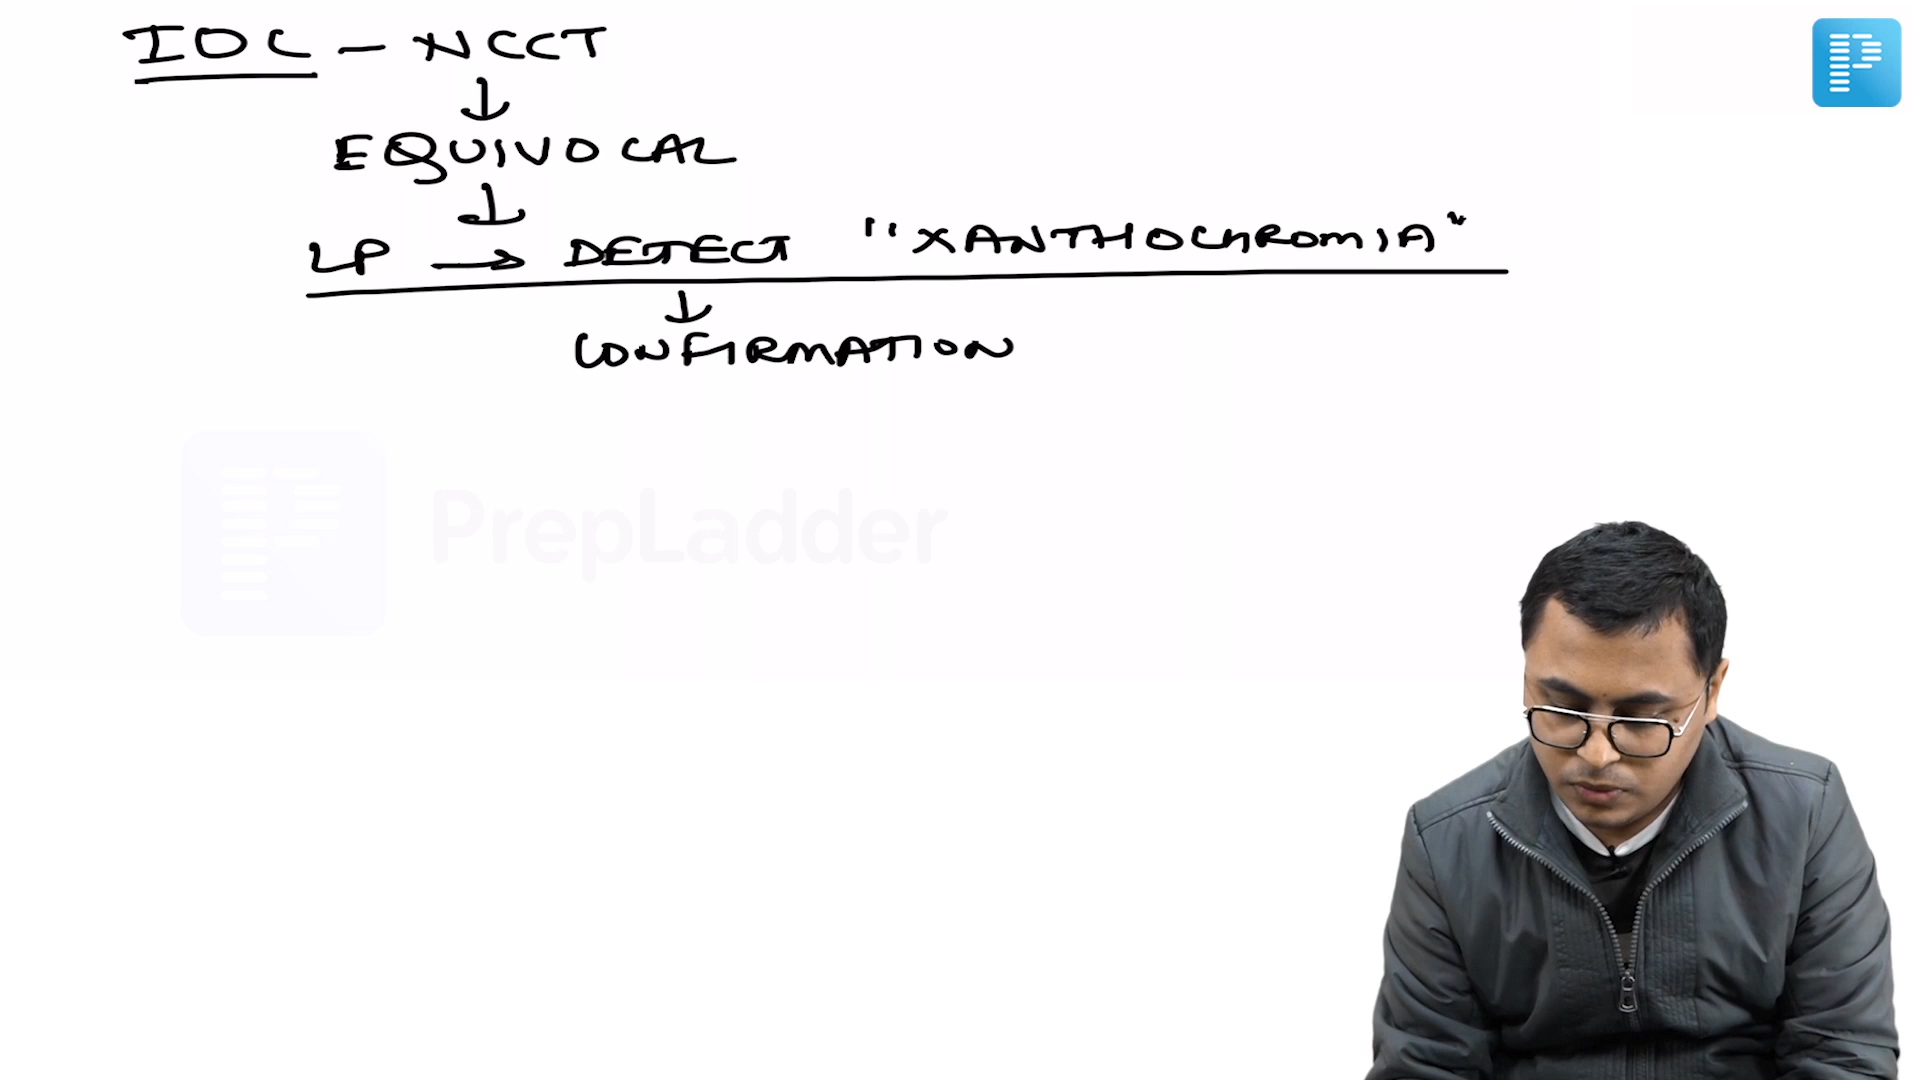 IOC - NCCT
↓
EQUIVOCAL
↓
LP → DETECT "XANTHOCHROMIA"
↓
CONFIRMATION
PrepLadder